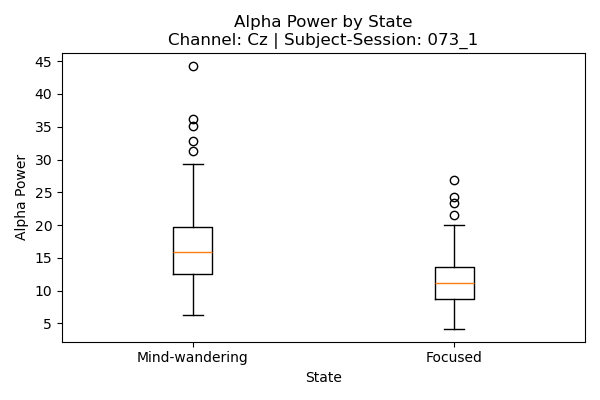 Alpha Power by State
Channel: Cz | Subject-Session: 073_1
Alpha Power
45
40
35
30
25
20
15
10
5
Mind-wandering
Focused
State